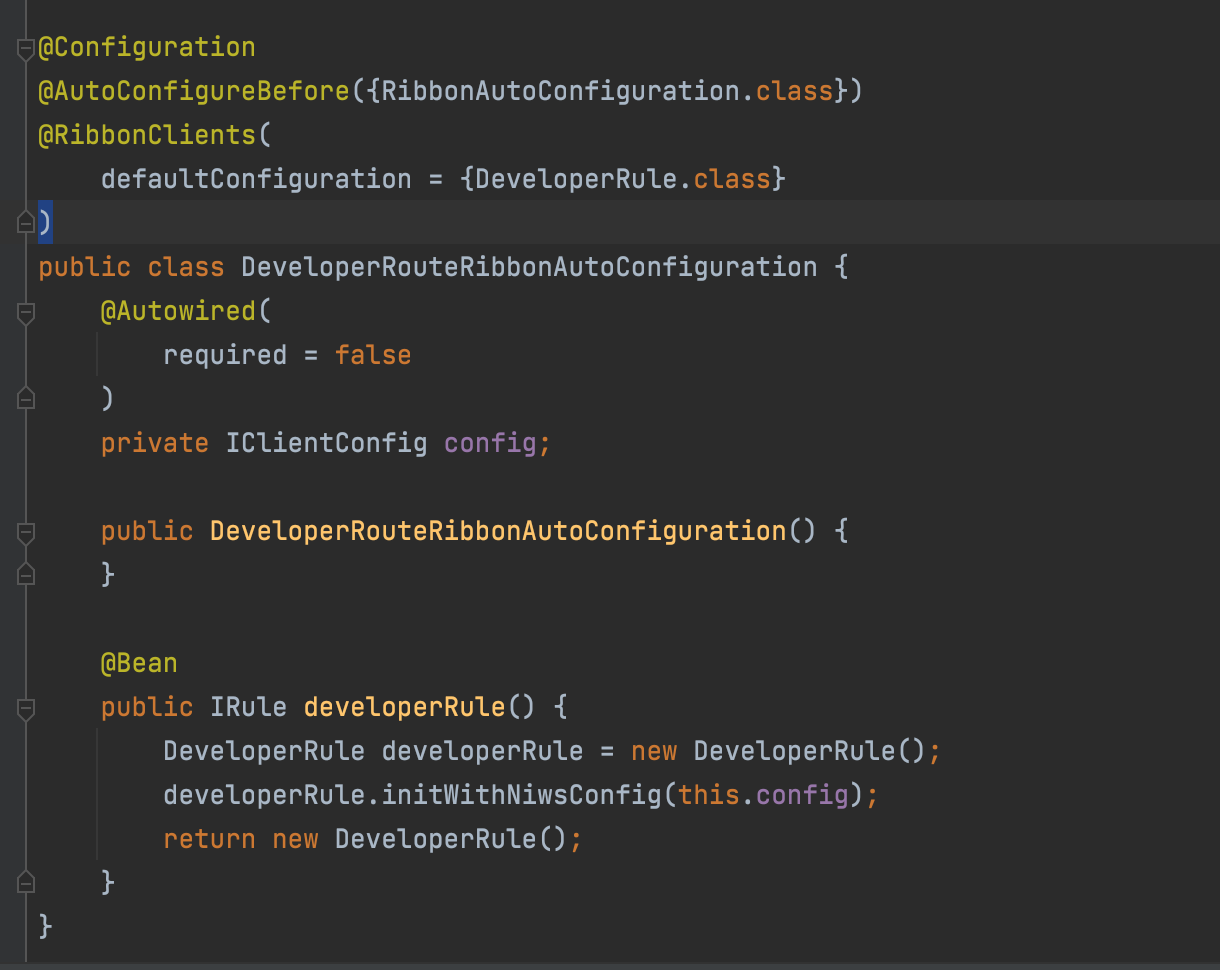 @Configuration
@AutoConfigureBefore({RibbonAutoConfiguration.class})
@RibbonClients(
    defaultConfiguration = {DeveloperRule.class}
)
public class DeveloperRouteRibbonAutoConfiguration {
    @Autowired(
        required = false
    )
    private IClientConfig config;

    public DeveloperRouteRibbonAutoConfiguration() {
    }

    @Bean
    public IRule developerRule() {
        DeveloperRule developerRule = new DeveloperRule();
        developerRule.initWithNiwsConfig(this.config);
        return new DeveloperRule();
    }
}